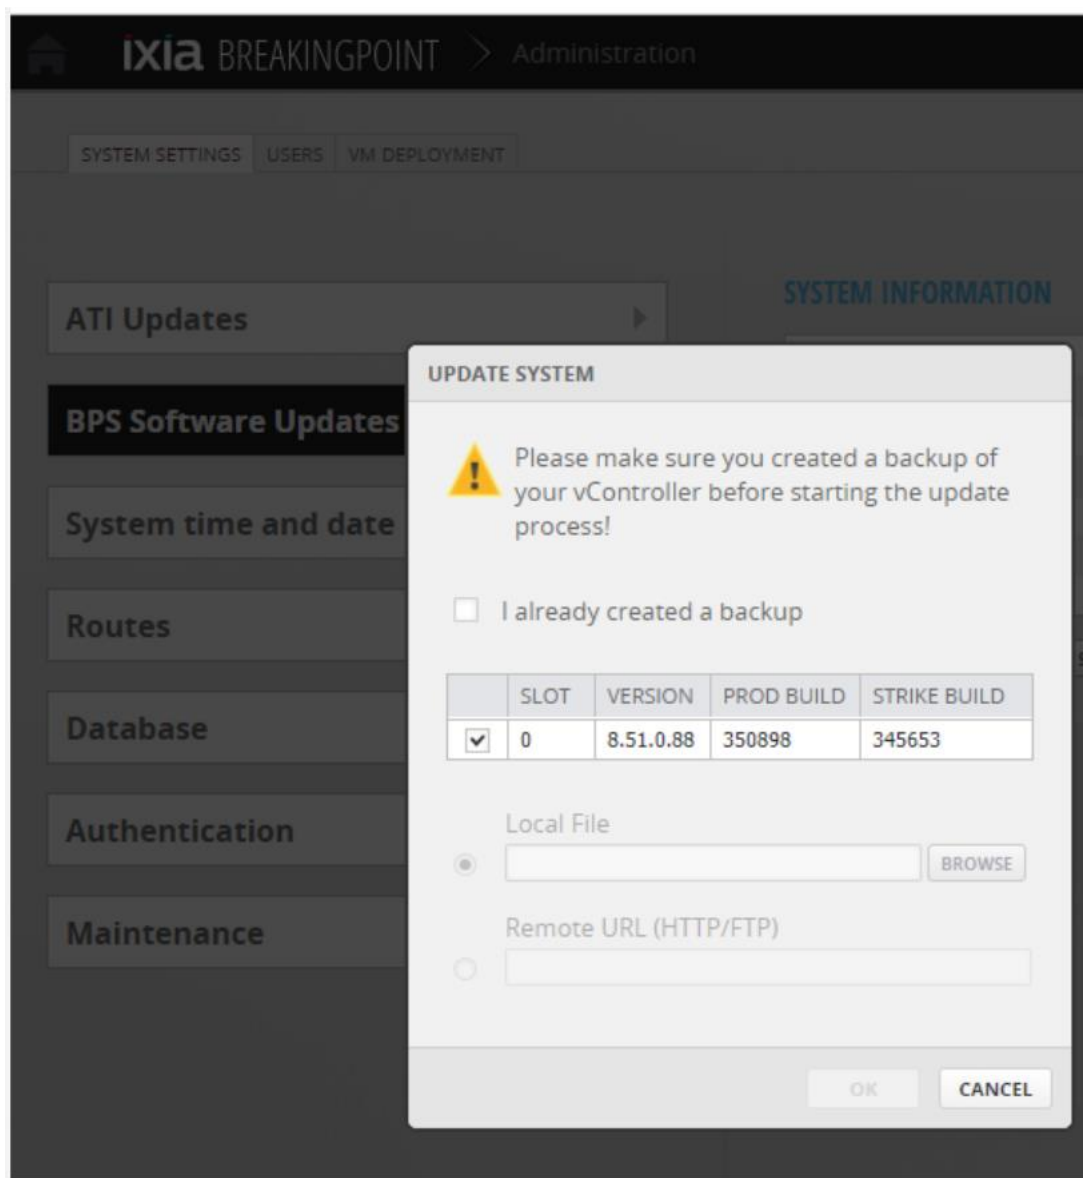 ixia BREAKINGPOINT > Administration
SYSTEM SETTINGS USERS VM DEPLOYMENT
SYSTEM INFORMATION
ATI Updates
BPS Software Updates
System time and date
Routes
Database
Authentication
Maintenance
UPDATE SYSTEM
Please make sure you created a backup of
your vController before starting the update
process!
I already created a backup
SLOT VERSION PROD BUILD STRIKE BUILD
0 8.51.0.88 350898 345653
Local File
BROWSE
Remote URL (HTTP/FTP)
OK CANCEL